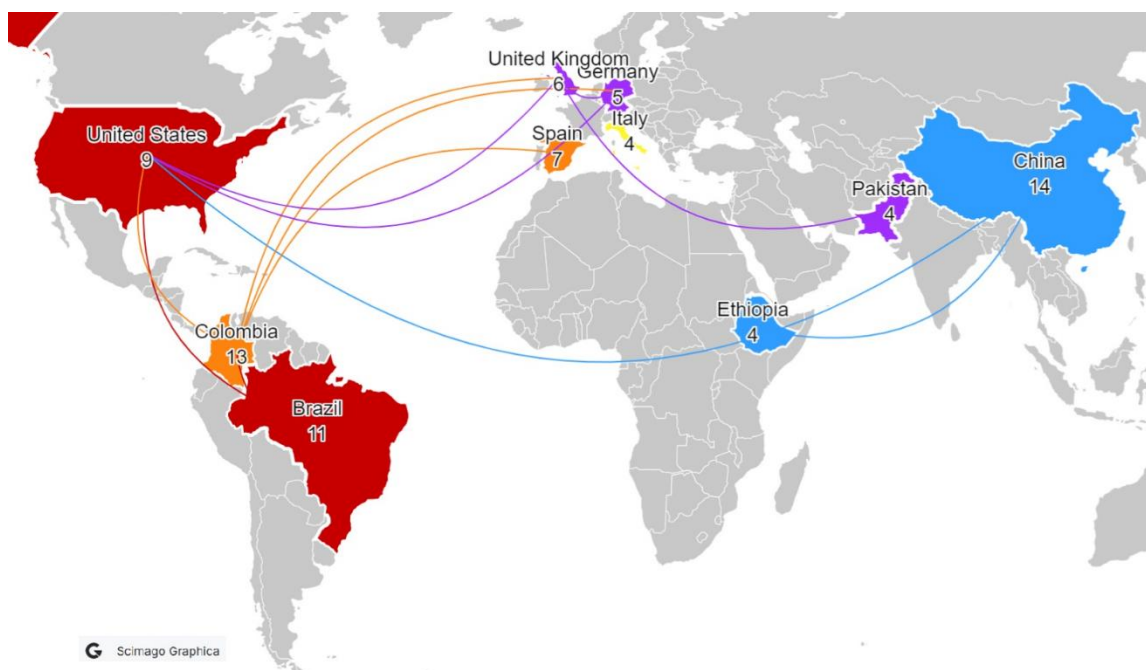 United Kingdom
6
Germany
5
United States
9
Italy
4
Spain
7
China
14
Pakistan
4
Ethiopia
4
Colombia
13
Brazil
11
G Scimago Graphica